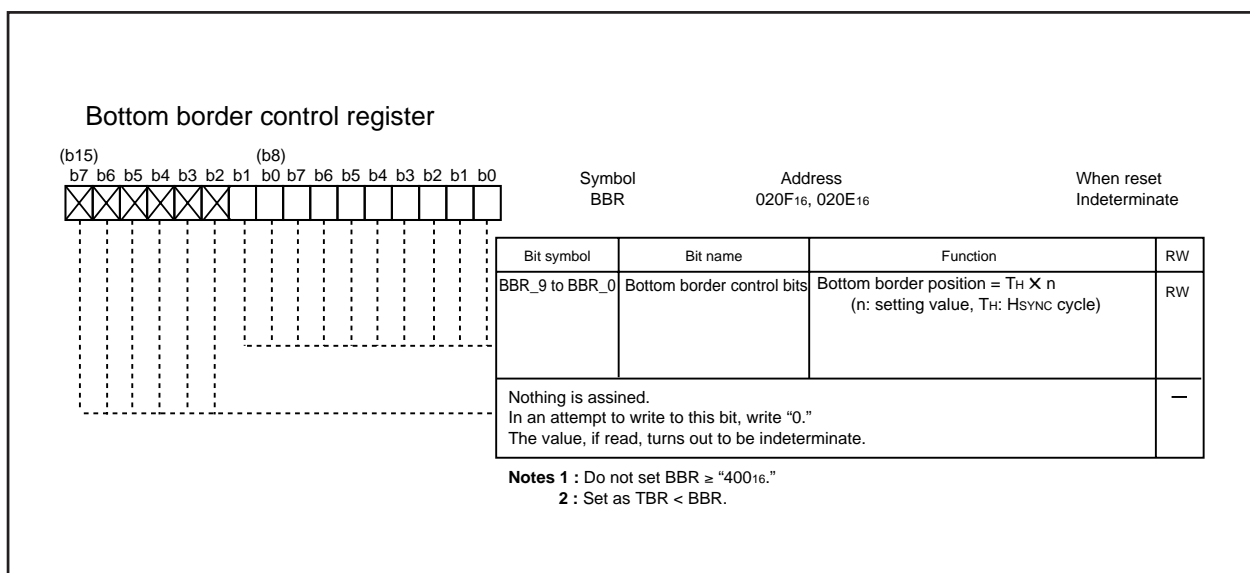 Bottom border control register
(b15) (b8)
b7 b6 b5 b4 b3 b2 b1 b0 b7 b6 b5 b4 b3 b2 b1 b0
Symbol Address When reset
BBR 020F16, 020E16 Indeterminate
Bit symbol Bit name Function RW
BBR_9 to BBR_0 Bottom border control bits Bottom border position = TH X n RW
(n: setting value, TH: HSYNC cycle)
Nothing is assined. —
In an attempt to write to this bit, write “0.”
The value, if read, turns out to be indeterminate.
Notes 1 : Do not set BBR ≥ “40016.”
2 : Set as TBR < BBR.